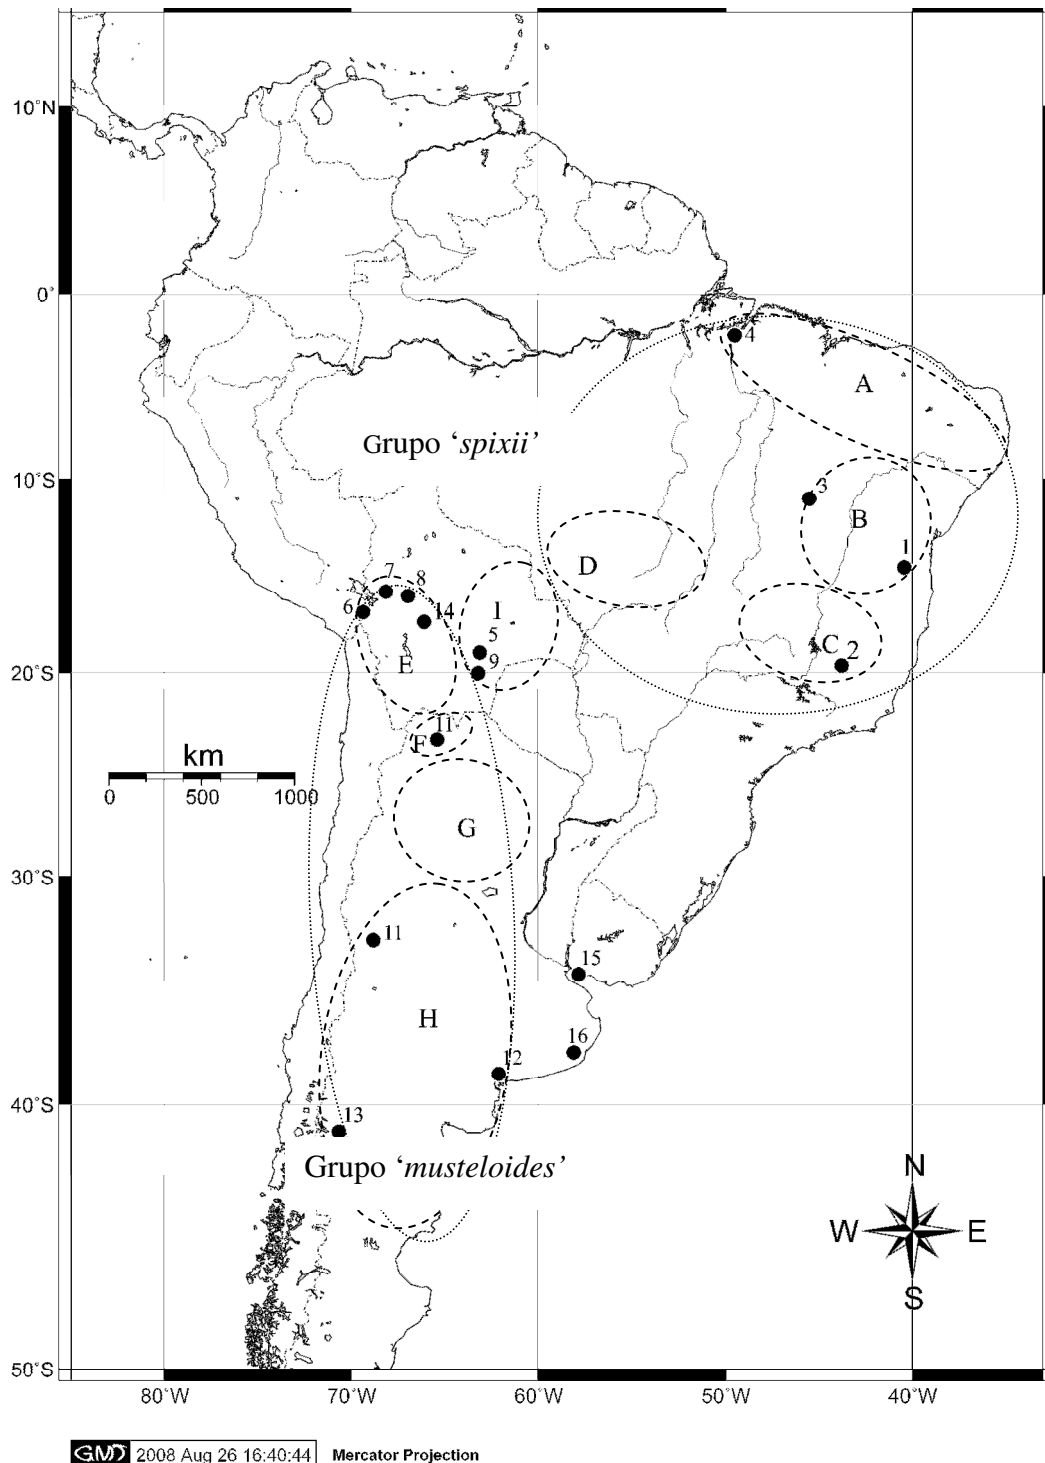 10°N
0°
4
A
Grupo ‘spixii’
10°S
3
B
1
D
7
8
6
14
I
5
E
C
2
9
20°S
11
F
km
0 500 1000
G
30°S
11
15
H
16
12
40°S
13
Grupo ‘musteloides’
N
W E
S
50°S
80°W 70°W 60°W 50°W 40°W
GMT 2008 Aug 26 16:40:44 Mercator Projection